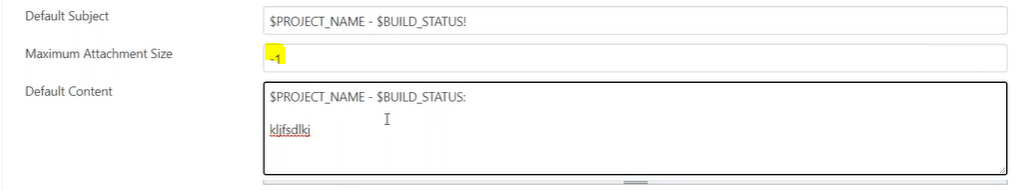 Default Subject
$PROJECT_NAME - $BUILD_STATUS!
Maximum Attachment Size
-1
Default Content
$PROJECT_NAME - $BUILD_STATUS:
kljfsdlkj